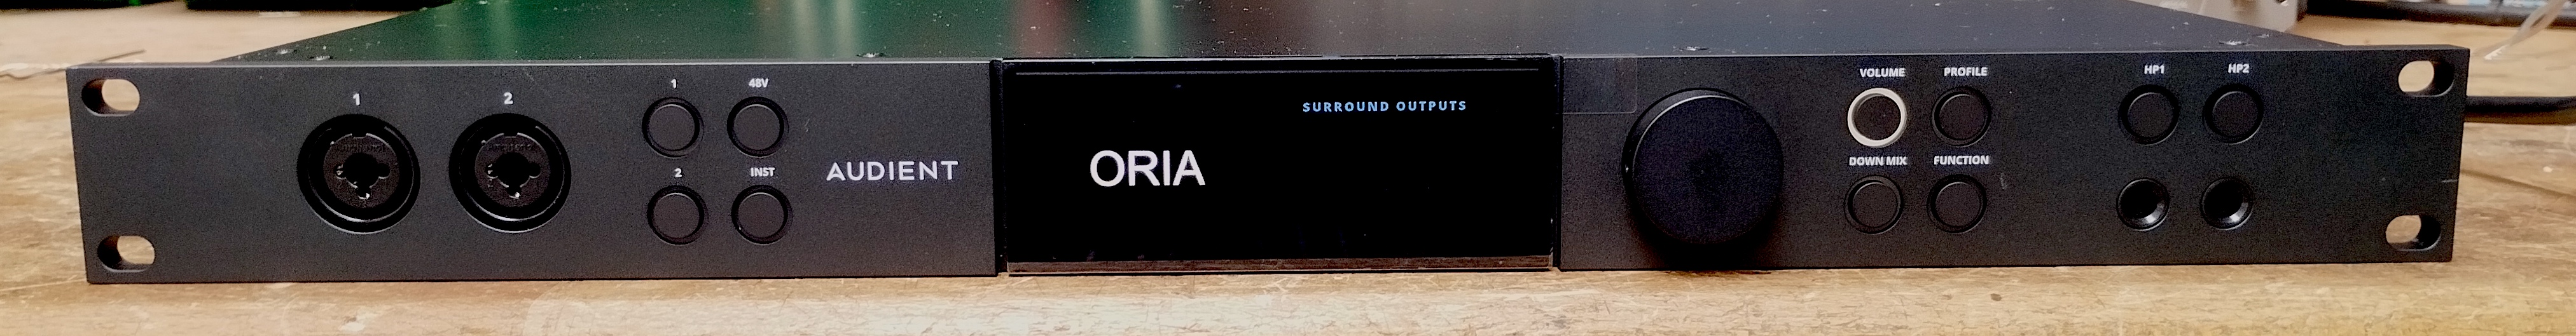 1
2
1
48V
2
INST
AUDIENT
SURROUND OUTPUTS
ORIA
VOLUME
PROFILE
DOWN MIX
FUNCTION
HP1
HP2